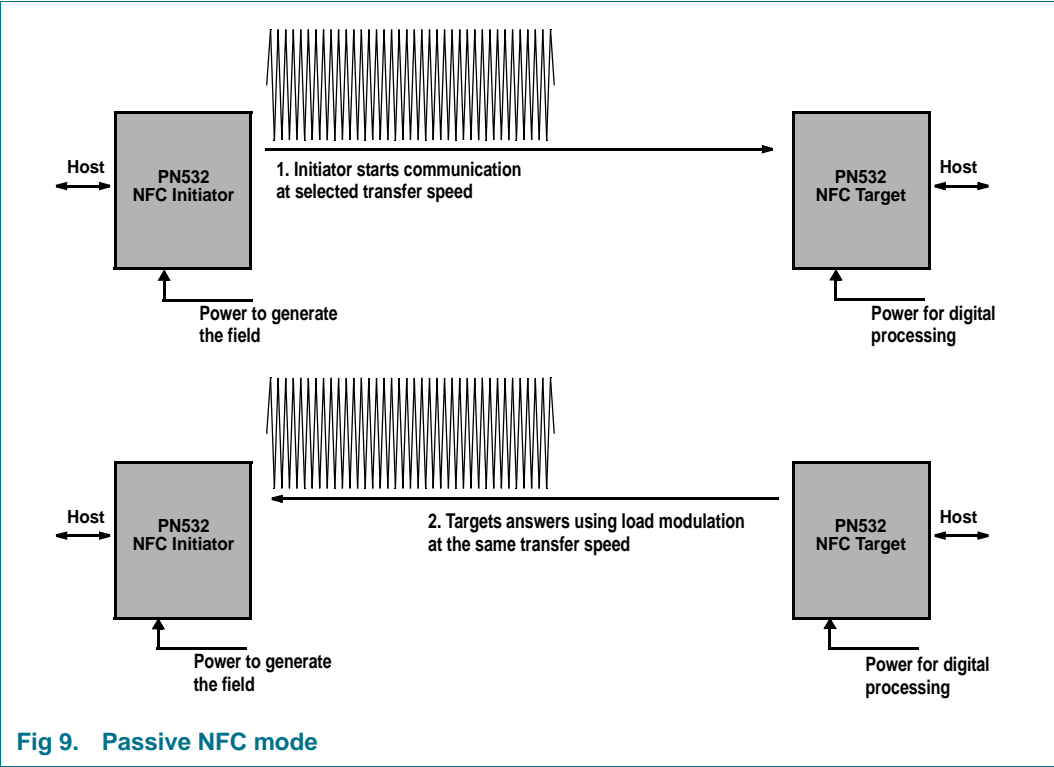 Host
PN532
NFC Initiator
1. Initiator starts communication
at selected transfer speed
PN532
NFC Target
Host
Power to generate
the field
Power for digital
processing
Host
PN532
NFC Initiator
2. Targets answers using load modulation
at the same transfer speed
PN532
NFC Target
Host
Power to generate
the field
Power for digital
processing
Fig 9. Passive NFC mode